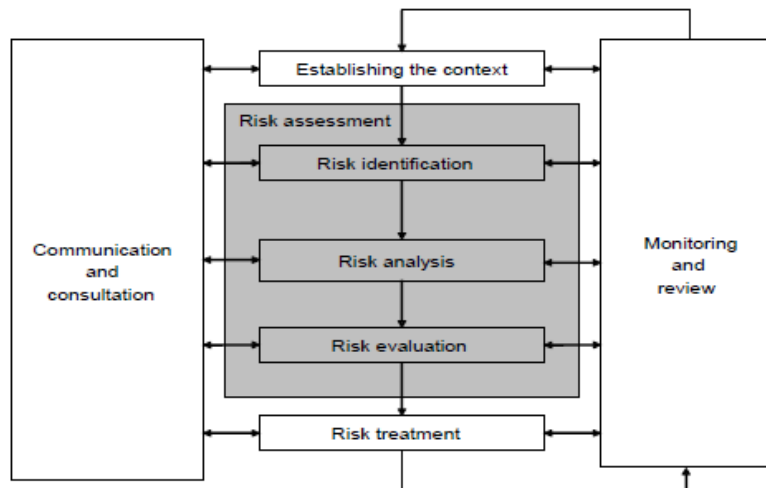 Establishing the context
Risk assessment
Risk identification
Risk analysis
Risk evaluation
Risk treatment
Communication
and
consultation
Monitoring
and
review